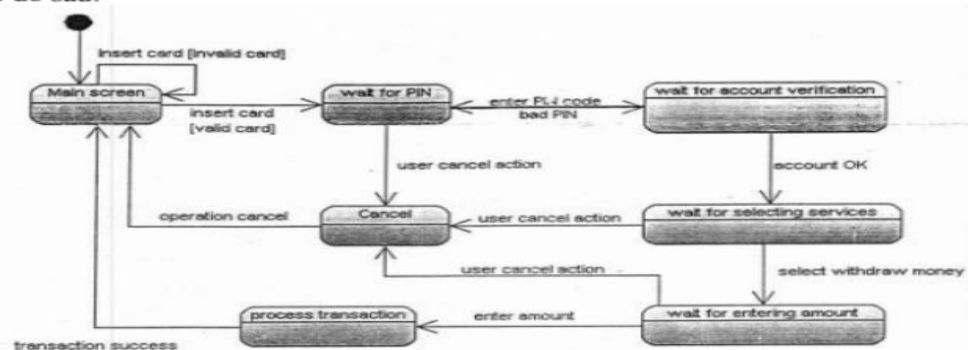 insert card [invalid card]
Main screen
wait for PIN
wait for account verification
enter PIN code
bad PIN
insert card
[valid card]
user cancel action
account OK
operation cancel
Cancel
user cancel action
wait for selecting services
user cancel action
select withdraw money
process transaction
enter amount
wait for entering amount
transaction success